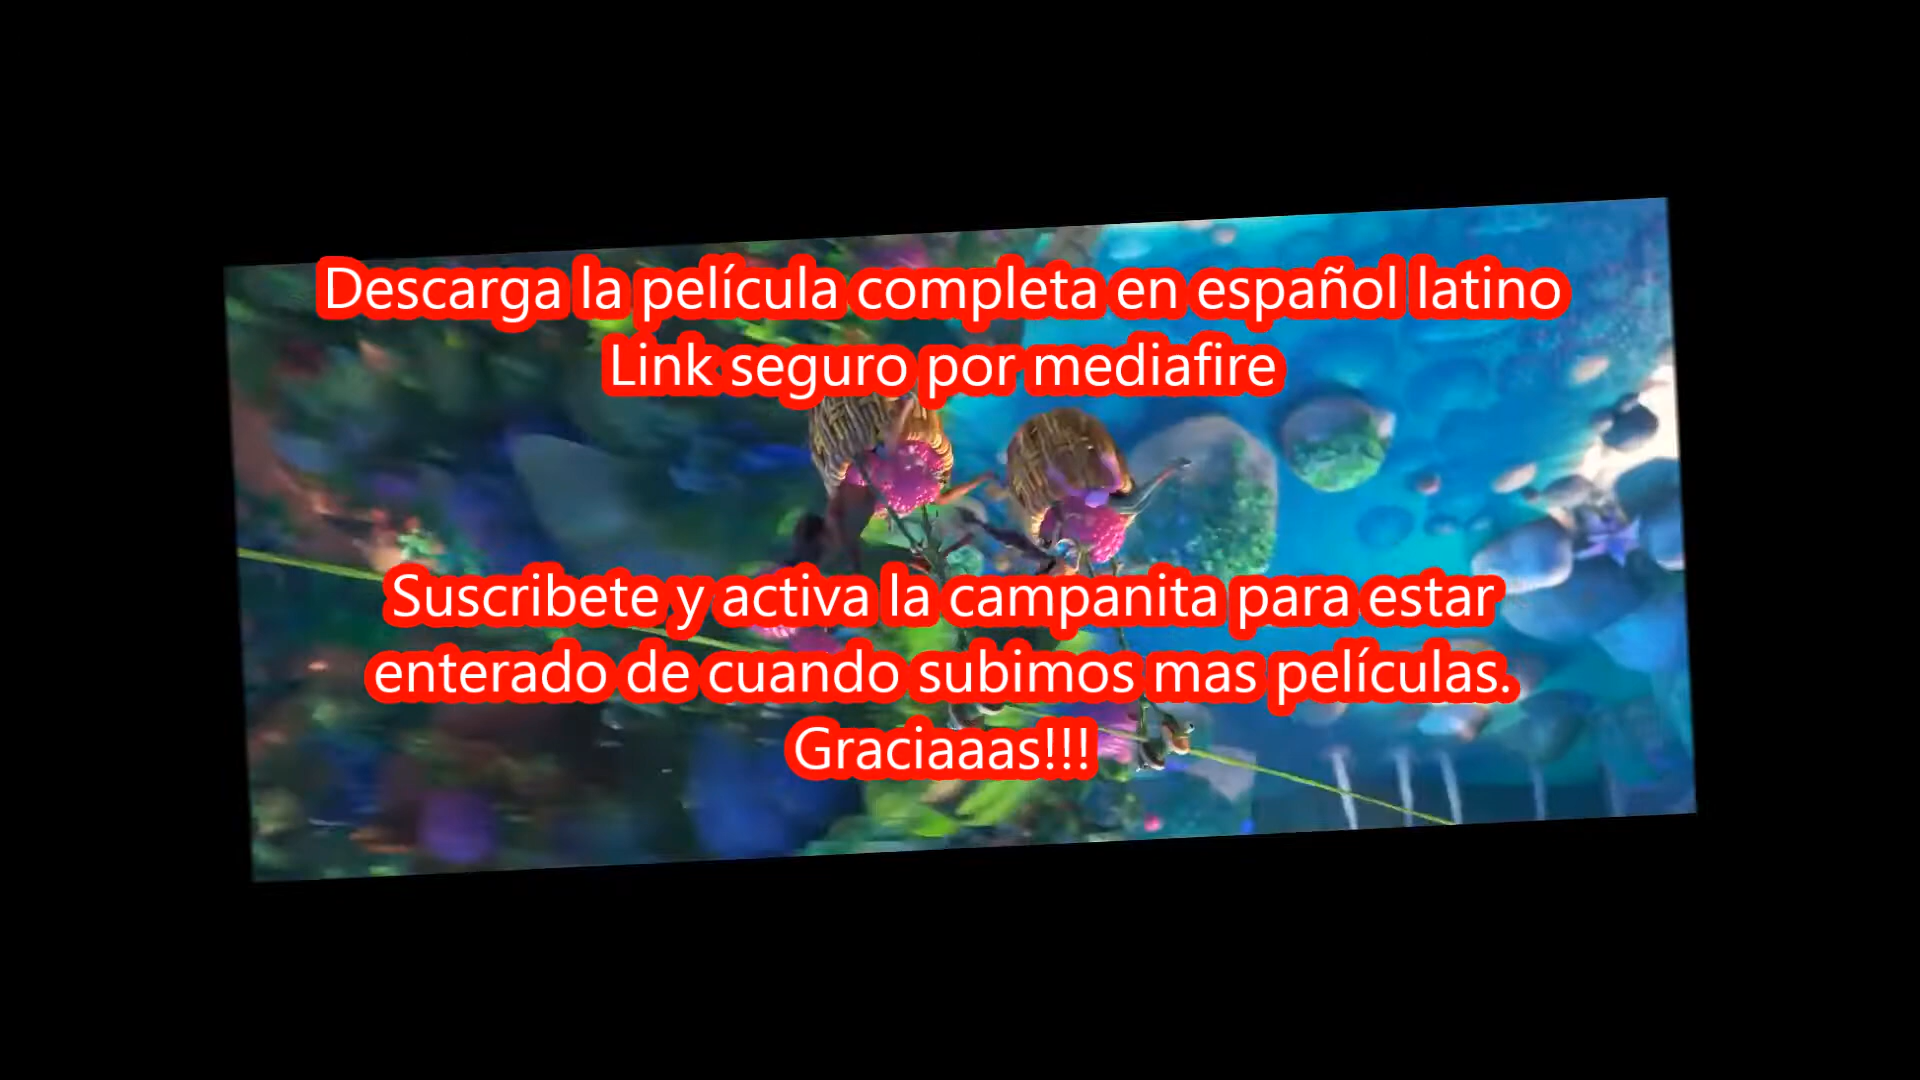 Descarga la película completa en español latino
Link seguro por mediafire
Suscribete y activa la campanita para estar
enterado de cuando subimos mas películas.
Graciaaas!!!